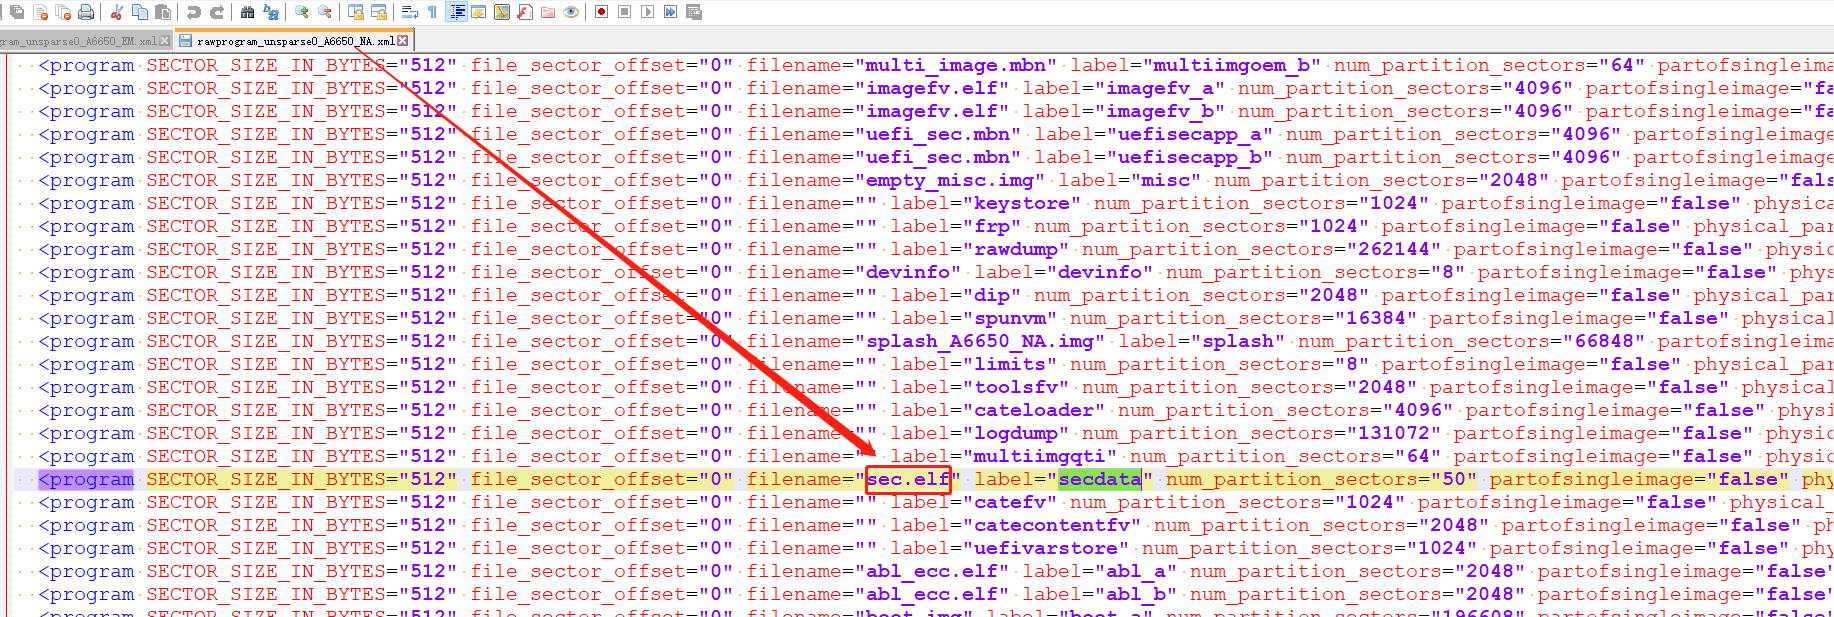 gram_unsparse0_A6650_EM.xml
rawprogram_unsparse0_A6650_NA.xml
<program SECTOR_SIZE_IN_BYTES="512" file_sector_offset="0" filename="multi_image.mbn" label="multiimgoem_b" num_partition_sectors="64" partofsingleima
<program SECTOR_SIZE_IN_BYTES="512" file_sector_offset="0" filename="imagefv.elf" label="imagefv_a" num_partition_sectors="4096" partofsingleimage="fa
<program SECTOR_SIZE_IN_BYTES="512" file_sector_offset="0" filename="imagefv.elf" label="imagefv_b" num_partition_sectors="4096" partofsingleimage="fa
<program SECTOR_SIZE_IN_BYTES="512" file_sector_offset="0" filename="uefi_sec.mbn" label="uefisecapp_a" num_partition_sectors="4096" partofsingleimage
<program SECTOR_SIZE_IN_BYTES="512" file_sector_offset="0" filename="uefi_sec.mbn" label="uefisecapp_b" num_partition_sectors="4096" partofsingleimage
<program SECTOR_SIZE_IN_BYTES="512" file_sector_offset="0" filename="empty_misc.img" label="misc" num_partition_sectors="2048" partofsingleimage="fals
<program SECTOR_SIZE_IN_BYTES="512" file_sector_offset="0" filename="" label="keystore" num_partition_sectors="1024" partofsingleimage="false" physica
<program SECTOR_SIZE_IN_BYTES="512" file_sector_offset="0" filename="" label="frp" num_partition_sectors="1024" partofsingleimage="false" physical_par
<program SECTOR_SIZE_IN_BYTES="512" file_sector_offset="0" filename="" label="rawdump" num_partition_sectors="262144" partofsingleimage="false" physic
<program SECTOR_SIZE_IN_BYTES="512" file_sector_offset="0" filename="devinfo" label="devinfo" num_partition_sectors="8" partofsingleimage="false" phys
<program SECTOR_SIZE_IN_BYTES="512" file_sector_offset="0" filename="" label="dip" num_partition_sectors="2048" partofsingleimage="false" physical_par
<program SECTOR_SIZE_IN_BYTES="512" file_sector_offset="0" filename="" label="spunvm" num_partition_sectors="16384" partofsingleimage="false" physical
<program SECTOR_SIZE_IN_BYTES="512" file_sector_offset="0" filename="splash_A6650_NA.img" label="splash" num_partition_sectors="66848" partofsingleima
<program SECTOR_SIZE_IN_BYTES="512" file_sector_offset="0" filename="" label="limits" num_partition_sectors="8" partofsingleimage="false" physical_par
<program SECTOR_SIZE_IN_BYTES="512" file_sector_offset="0" filename="" label="toolsfv" num_partition_sectors="2048" partofsingleimage="false" physical
<program SECTOR_SIZE_IN_BYTES="512" file_sector_offset="0" filename="" label="cateloader" num_partition_sectors="4096" partofsingleimage="false" physi
<program SECTOR_SIZE_IN_BYTES="512" file_sector_offset="0" filename="" label="logdump" num_partition_sectors="131072" partofsingleimage="false" physic
<program SECTOR_SIZE_IN_BYTES="512" file_sector_offset="0" filename="" label="multiimgqti" num_partition_sectors="64" partofsingleimage="false" physic
<program SECTOR_SIZE_IN_BYTES="512" file_sector_offset="0" filename="sec.elf" label="secdata" num_partition_sectors="50" partofsingleimage="false" phy
<program SECTOR_SIZE_IN_BYTES="512" file_sector_offset="0" filename="" label="catefv" num_partition_sectors="1024" partofsingleimage="false" physical_
<program SECTOR_SIZE_IN_BYTES="512" file_sector_offset="0" filename="" label="catecontentfv" num_partition_sectors="2048" partofsingleimage="false" ph
<program SECTOR_SIZE_IN_BYTES="512" file_sector_offset="0" filename="" label="uefivarstore" num_partition_sectors="1024" partofsingleimage="false" phy
<program SECTOR_SIZE_IN_BYTES="512" file_sector_offset="0" filename="abl_ecc.elf" label="abl_a" num_partition_sectors="2048" partofsingleimage="false"
<program SECTOR_SIZE_IN_BYTES="512" file_sector_offset="0" filename="abl_ecc.elf" label="abl_b" num_partition_sectors="2048" partofsingleimage="false"
<program SECTOR_SIZE_IN_BYTES="512" file_sector_offset="0" filename="boot.img" label="boot_a" num_partition_sectors="196608" partofsingleimage="false"